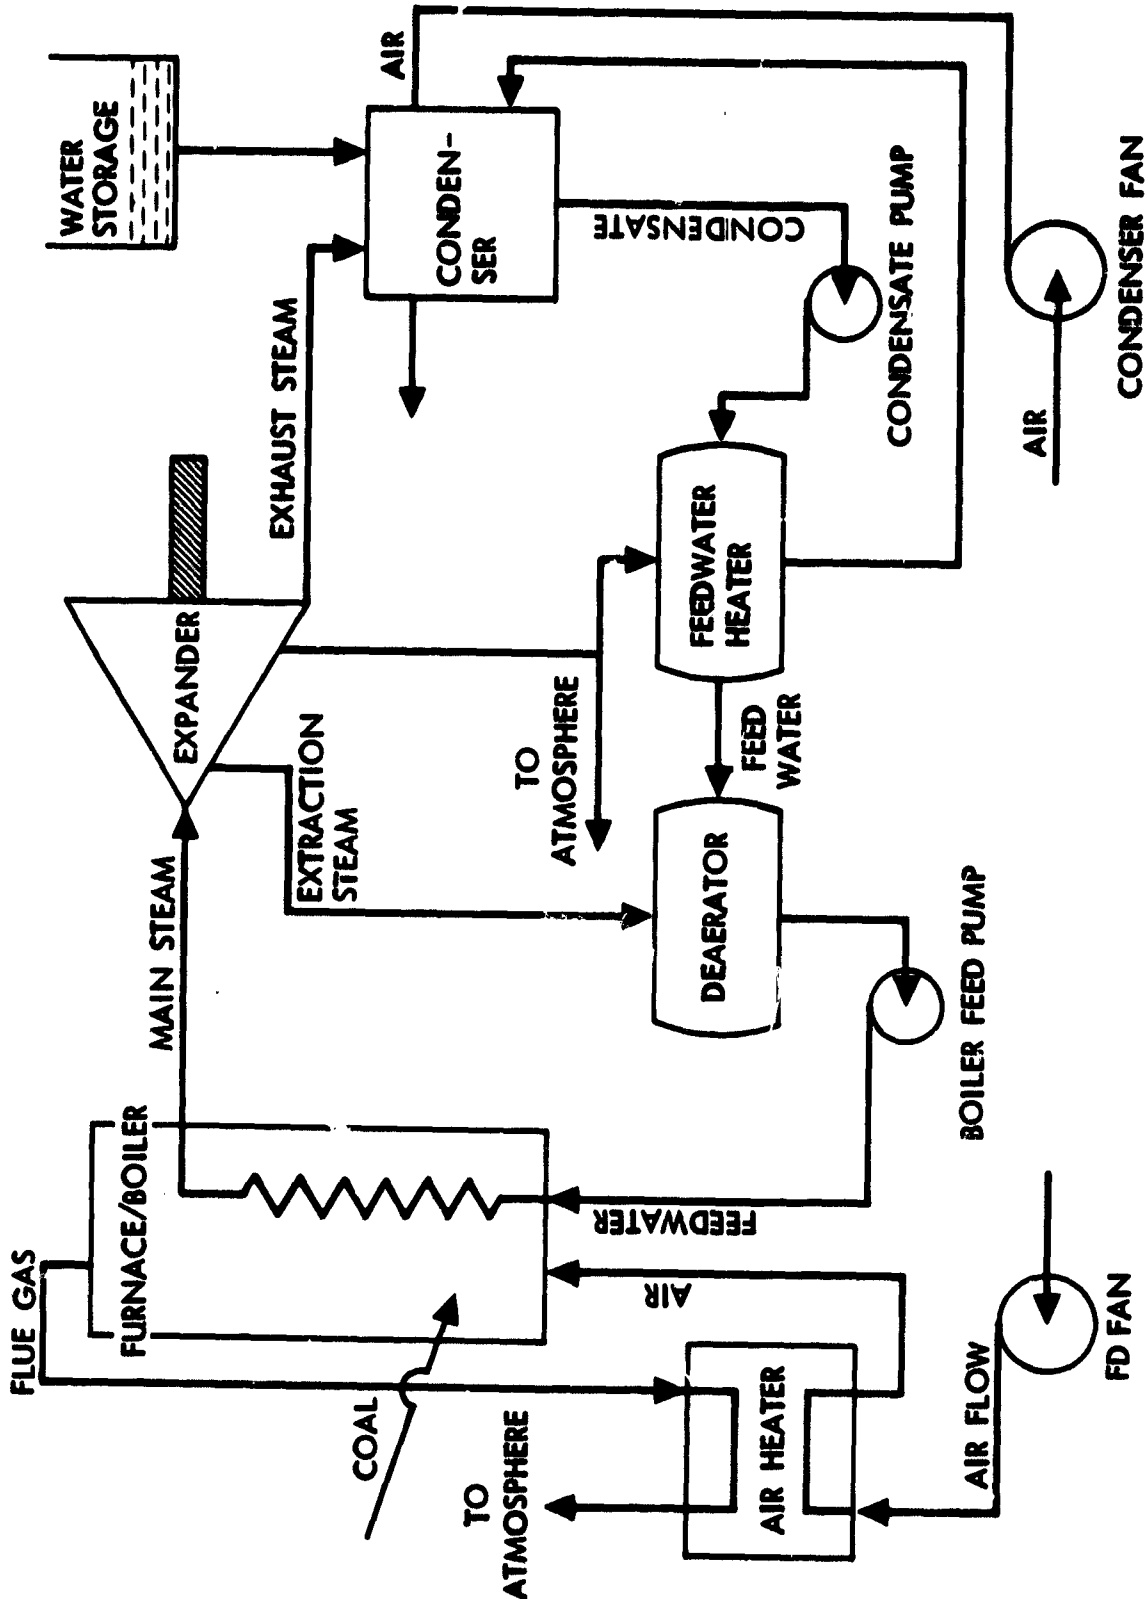 FLUE GAS
FURNACE/BOILER
MAIN STEAM
EXPANDER
EXTRACTION
STEAM
EXHAUST STEAM
WATER
STORAGE
AIR
CONDEN-
SER
CONDENSATE
CONDENSATE PUMP
COAL
TO
ATMOSPHERE
FEEDWATER
AIR
TO
ATMOSPHERE
FEEDWATER
HEATER
FEED
WATER
DEAERATOR
AIR HEATER
BOILER FEED PUMP
AIR FLOW
FD FAN
AIR
CONDENSER FAN